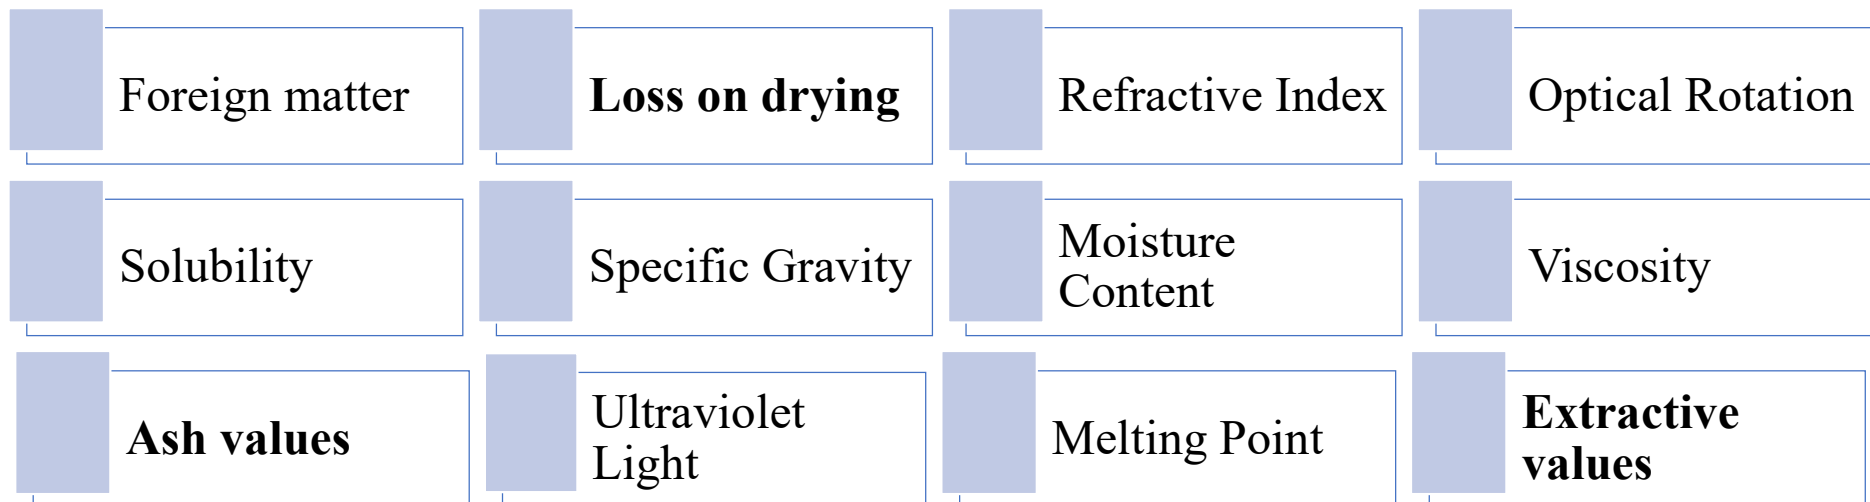 Foreign matter
Loss on drying
Refractive Index
Optical Rotation
Solubility
Specific Gravity
Moisture
Content
Viscosity
Ash values
Ultraviolet
Light
Melting Point
Extractive
values